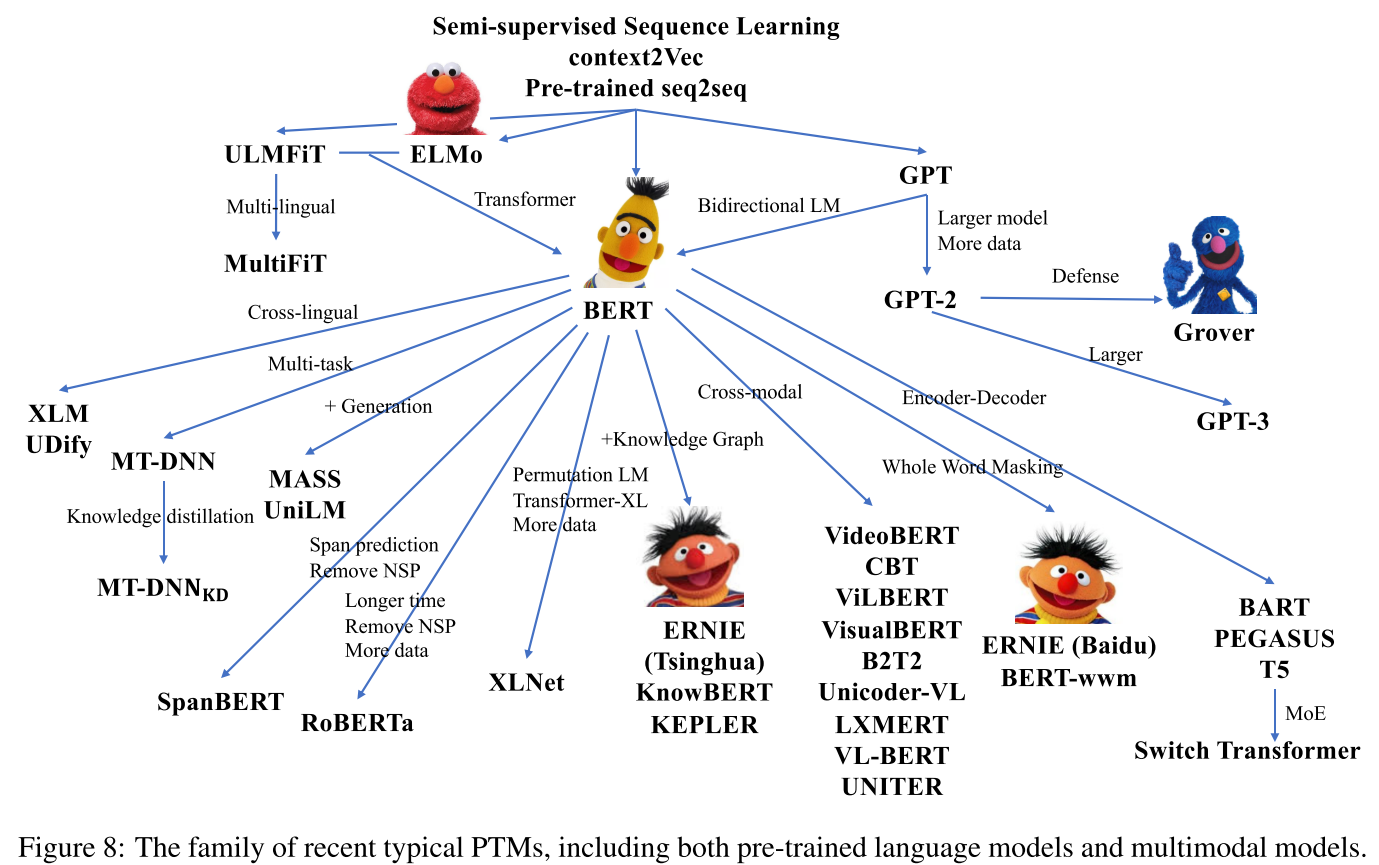 Semi-supervised Sequence Learning
context2Vec
Pre-trained seq2seq
ULMFiT
ELMo
GPT
Multi-lingual
Transformer
Bidirectional LM
Larger model
More data
MultiFiT
BERT
GPT-2
Defense
Grover
Cross-lingual
Larger
Multi-task
Cross-modal
Encoder-Decoder
+ Generation
GPT-3
XLM
UDify
+Knowledge Graph
MT-DNN
Whole Word Masking
MASS
UniLM
Permutation LM
Transformer-XL
More data
Knowledge distillation
Span prediction
Remove NSP
MT-DNNKD
Longer time
Remove NSP
More data
SpanBERT
RoBERTa
XLNet
ERNIE
(Tsinghua)
KnowBERT
KEPLER
VideoBERT
CBT
ViLBERT
VisualBERT
B2T2
Unicoder-VL
LXMERT
VL-BERT
UNITER
ERNIE (Baidu)
BERT-wwm
BART
PEGASUS
T5
MoE
Switch Transformer
Figure 8: The family of recent typical PTMs, including both pre-trained language models and multimodal models.